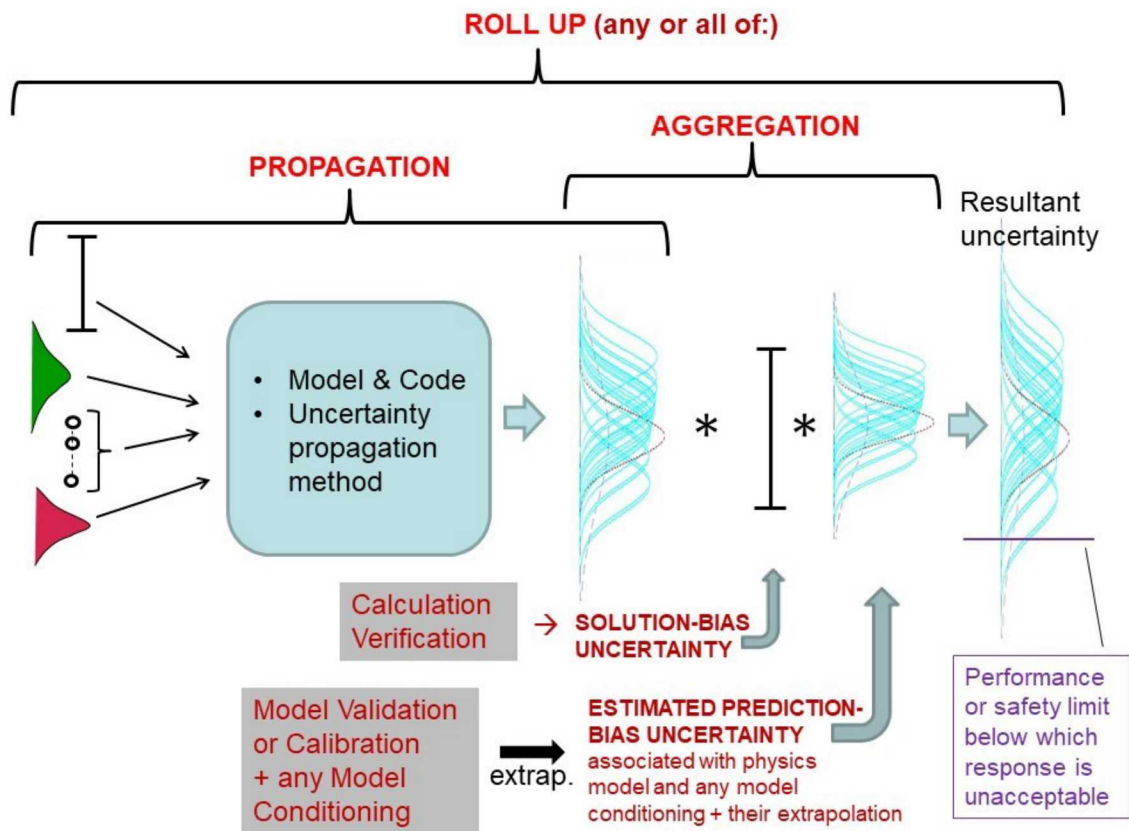 ROLL UP (any or all of:)
AGGREGATION
PROPAGATION
Resultant
uncertainty
• Model & Code
• Uncertainty
propagation
method
* *
Calculation
Verification
→ SOLUTION-BIAS
UNCERTAINTY
Model Validation
or Calibration
+ any Model
Conditioning
extrap.
ESTIMATED PREDICTION-
BIAS UNCERTAINTY
associated with physics
model and any model
conditioning + their extrapolation
Performance
or safety limit
below which
response is
unacceptable